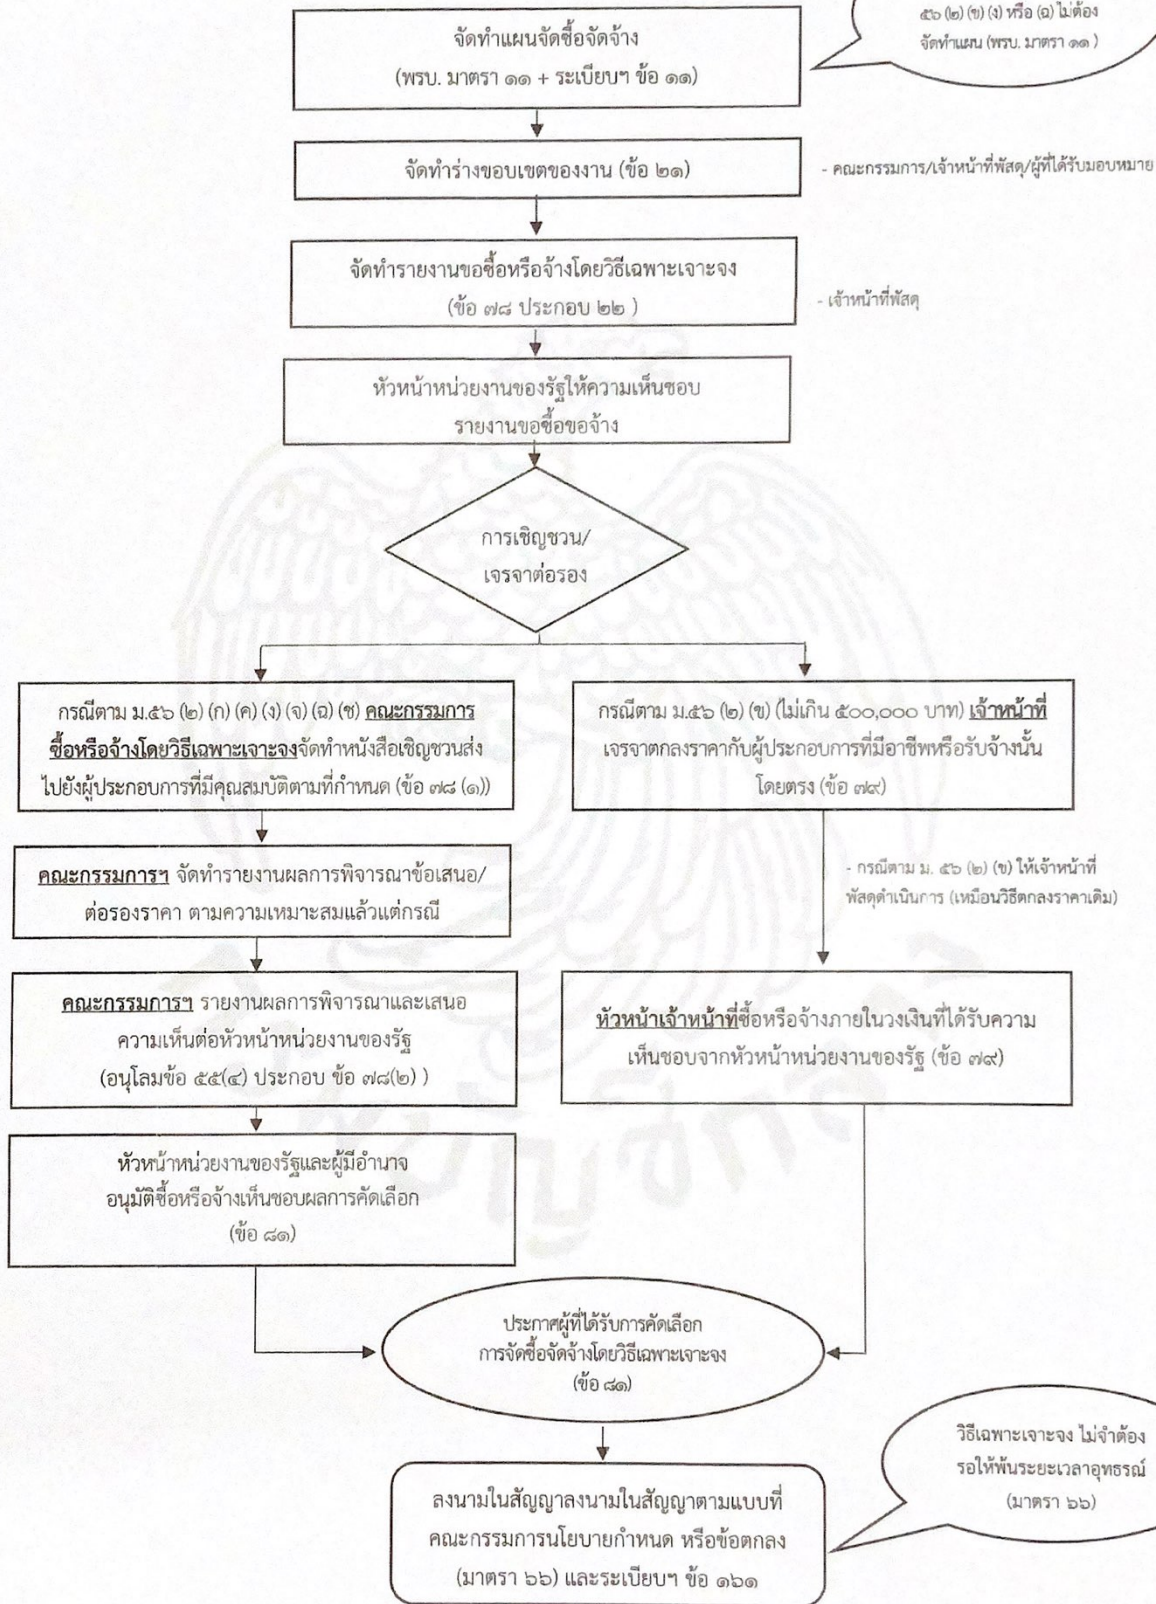 ๕๖ (๒) (ข) (ง) หรือ (ฉ) ไม่ต้อง
จัดทำแผน (พรบ. มาตรา ๑๑ )
จัดทำแผนจัดซื้อจัดจ้าง
(พรบ. มาตรา ๑๑ + ระเบียบฯ ข้อ ๑๑)
จัดทำร่างขอบเขตของงาน (ข้อ ๒๑)
- คณะกรรมการ/เจ้าหน้าที่พัสดุ/ผู้ที่ได้รับมอบหมาย
จัดทำรายงานขอซื้อหรือจ้างโดยวิธีเฉพาะเจาะจง
(ข้อ ๗๘ ประกอบ ๒๒ )
- เจ้าหน้าที่พัสดุ
หัวหน้าหน่วยงานของรัฐให้ความเห็นชอบ
รายงานขอซื้อขอจ้าง
การเชิญชวน/
เจรจาต่อรอง
กรณีตาม ม.๕๖ (๒) (ก) (ค) (ง) (จ) (ฉ) (ช) คณะกรรมการ
ซื้อหรือจ้างโดยวิธีเฉพาะเจาะจงจัดทำหนังสือเชิญชวนส่ง
ไปยังผู้ประกอบการที่มีคุณสมบัติตามที่กำหนด (ข้อ ๗๘ (๑))
กรณีตาม ม.๕๖ (๒) (ข) (ไม่เกิน ๕๐๐,๐๐๐ บาท) เจ้าหน้าที่
เจรจาตกลงราคากับผู้ประกอบการที่มีอาชีพหรือรับจ้างนั้น
โดยตรง (ข้อ ๗๙)
คณะกรรมการฯ จัดทำรายงานผลการพิจารณาข้อเสนอ/
ต่อรองราคา ตามความเหมาะสมแล้วแต่กรณี
- กรณีตาม ม. ๕๖ (๒) (ข) ให้เจ้าหน้าที่
พัสดุดำเนินการ (เหมือนวิธีตกลงราคาเดิม)
คณะกรรมการฯ รายงานผลการพิจารณาและเสนอ
ความเห็นต่อหัวหน้าหน่วยงานของรัฐ
(อนุโลมข้อ ๕๕(๔) ประกอบ ข้อ ๗๘(๒) )
หัวหน้าเจ้าหน้าที่ซื้อหรือจ้างภายในวงเงินที่ได้รับความ
เห็นชอบจากหัวหน้าหน่วยงานของรัฐ (ข้อ ๗๙)
หัวหน้าหน่วยงานของรัฐและผู้มีอำนาจ
อนุมัติซื้อหรือจ้างเห็นชอบผลการคัดเลือก
(ข้อ ๘๑)
ประกาศผู้ที่ได้รับการคัดเลือก
การจัดซื้อจัดจ้างโดยวิธีเฉพาะเจาะจง
(ข้อ ๘๑)
วิธีเฉพาะเจาะจง ไม่จำต้อง
รอให้พ้นระยะเวลาอุทธรณ์
(มาตรา ๖๖)
ลงนามในสัญญาลงนามในสัญญาตามแบบที่
คณะกรรมการนโยบายกำหนด หรือข้อตกลง
(มาตรา ๖๖) และระเบียบฯ ข้อ ๑๖๑